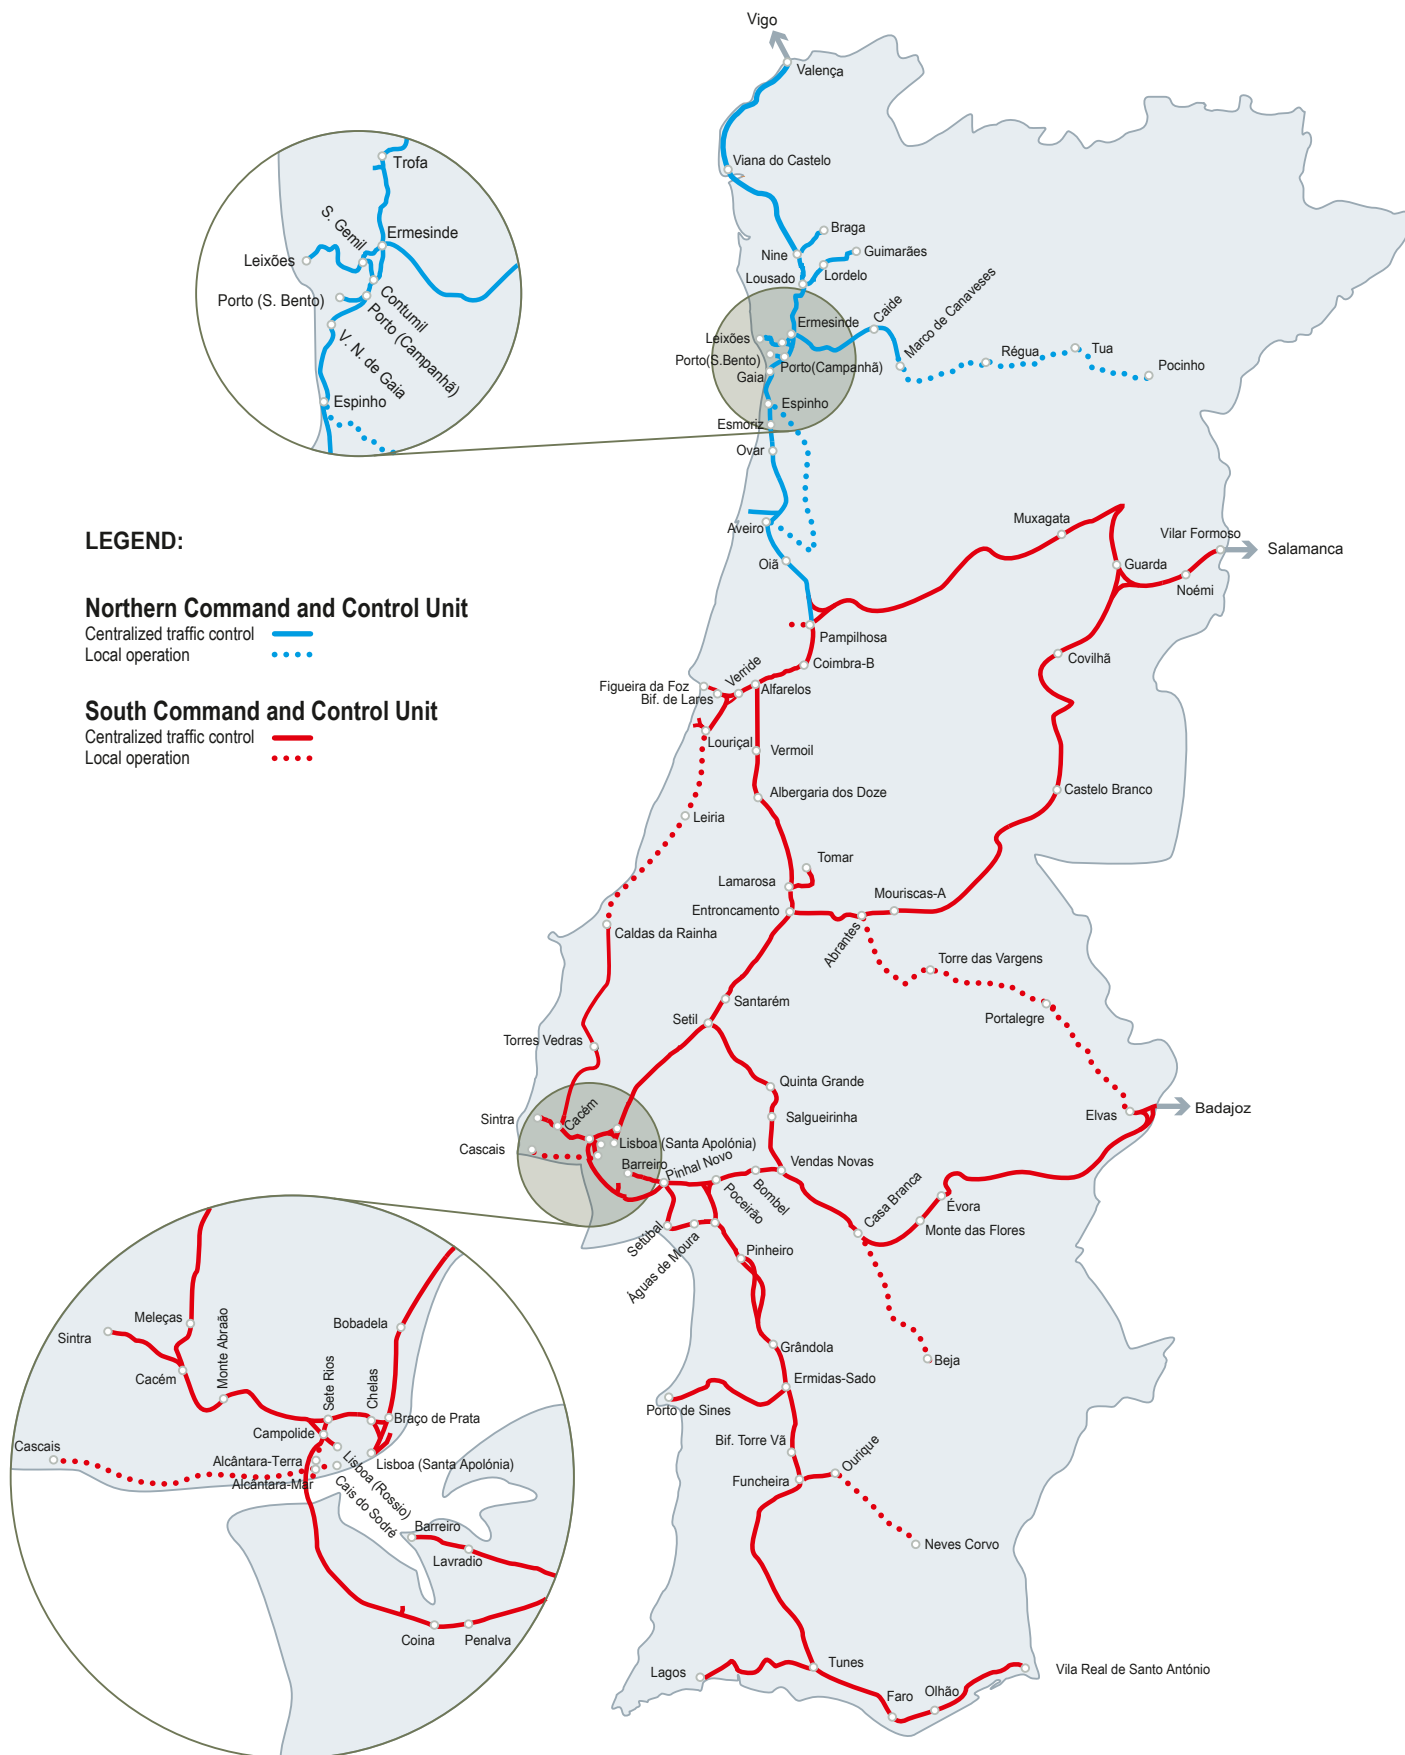 Vigo
Valença
Viana do Castelo
Braga
Nine
Guimarães
Lousado
Lordelo
Ermesinde
Caide
Marco de Canaveses
Leixões
Porto(S.Bento)
Porto(Campanhã)
Gaia
Régua
Tua
Pocinho
Espinho
Esmoriz
Ovar
Aveiro
Oiã
Trofa
S. Gemil
Ermesinde
Leixões
Porto (S. Bento)
Contumil
Porto (Campanhã)
V. N. de Gaia
Espinho
LEGEND:
Northern Command and Control Unit
Centralized traffic control
Local operation
South Command and Control Unit
Centralized traffic control
Local operation
Muxagata
Vilar Formoso
Salamanca
Guarda
Noémi
Pampilhosa
Coimbra-B
Covilhã
Verride
Figueira da Foz
Bif. de Lares
Alfarelos
Louriçal
Vermoil
Albergaria dos Doze
Castelo Branco
Leiria
Tomar
Lamarosa
Mouriscas-A
Entroncamento
Abrantes
Caldas da Rainha
Torre das Vargens
Santarém
Portalegre
Setil
Torres Vedras
Quinta Grande
Salgueirinha
Elvas
Badajoz
Sintra
Cacém
Lisboa (Santa Apolónia)
Cascais
Barreiro
Pinhal Novo
Vendas Novas
Bombel
Poceirão
Casa Branca
Évora
Monte das Flores
Setúbal
Àguas de Moura
Pinheiro
Grândola
Beja
Ermidas-Sado
Porto de Sines
Bif. Torre Vã
Ourique
Funcheira
Neves Corvo
Tunes
Lagos
Faro
Olhão
Vila Real de Santo António
Meleças
Sintra
Cacém
Monte Abraão
Bobadela
Sete Rios
Chelas
Braço de Prata
Campolide
Cascais
Alcântara-Terra
Alcântara-Mar
Lisboa (Santa Apolónia)
Lisboa (Rossio)
Cais do Sodré
Barreiro
Lavradio
Coina
Penalva